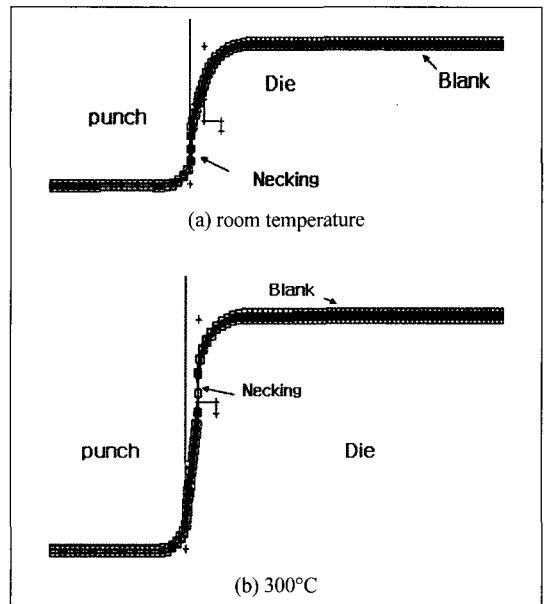 Die
Blank
punch
Necking
(a) room temperature
Blank
Necking
punch
Die
(b) 300°C